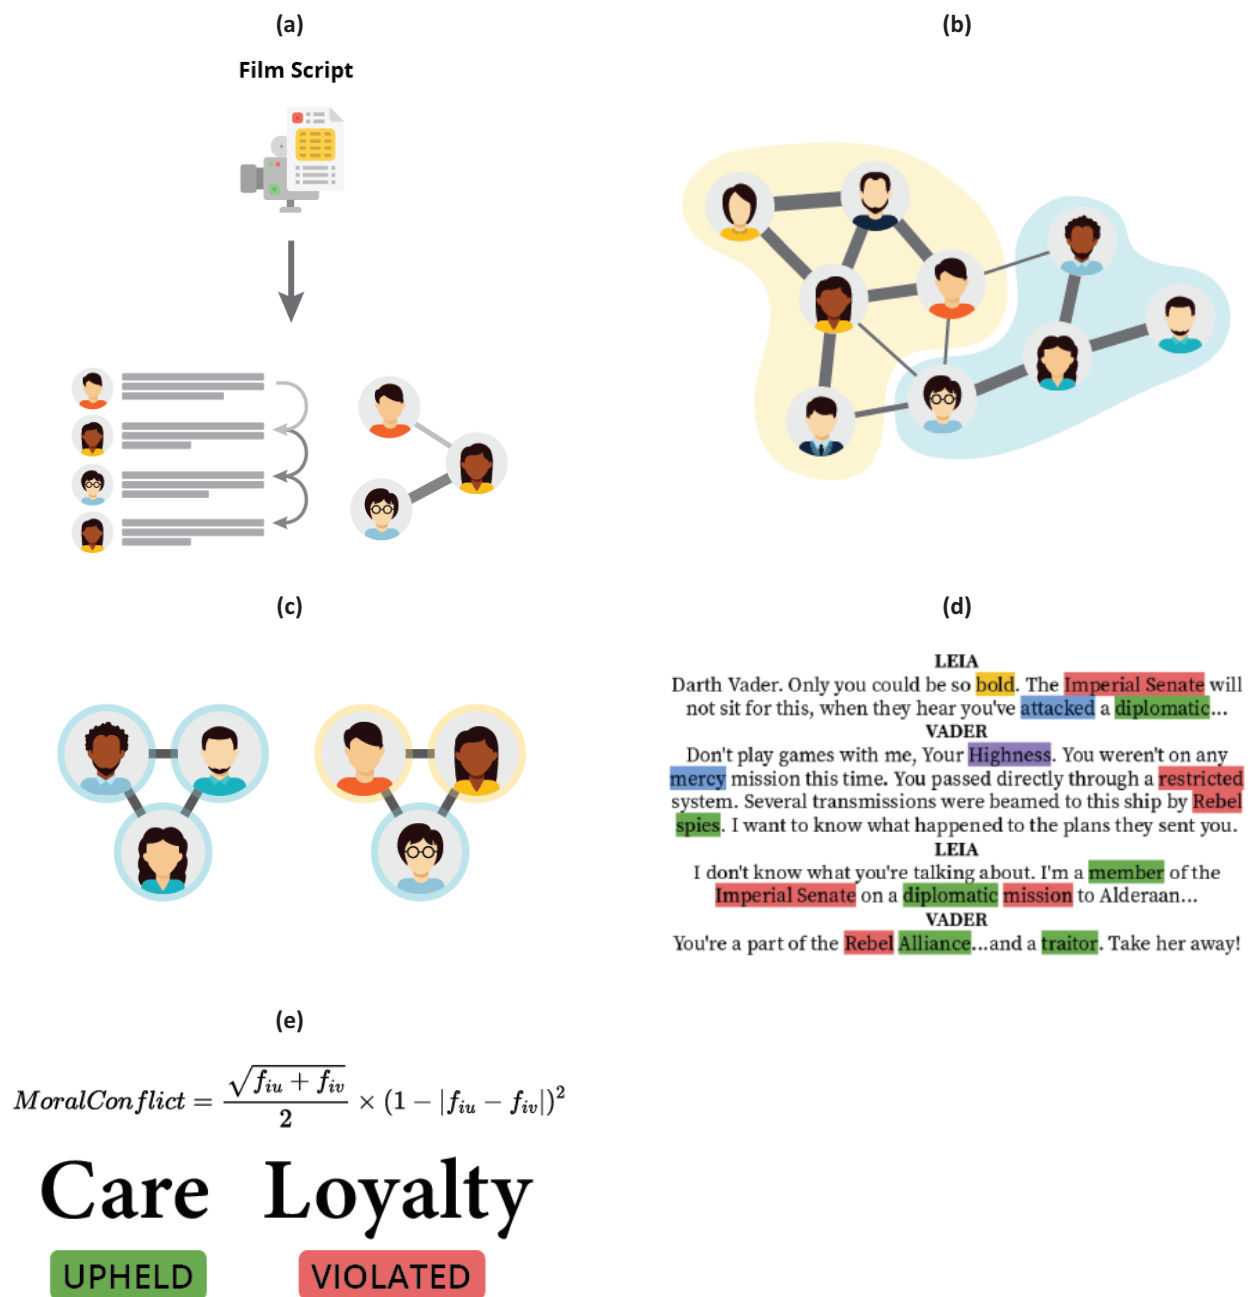 (a)
Film Script
(b)
(c)
(d)
LEIA
Darth Vader. Only you could be so bold. The Imperial Senate will
not sit for this, when they hear you've attacked a diplomatic...
VADER
Don't play games with me, Your Highness. You weren't on any
mercy mission this time. You passed directly through a restricted
system. Several transmissions were beamed to this ship by Rebel
spies. I want to know what happened to the plans they sent you.
LEIA
I don't know what you're talking about. I'm a member of the
Imperial Senate on a diplomatic mission to Alderaan...
VADER
You're a part of the Rebel Alliance...and a traitor. Take her away!
(e)
MoralConflict = √(f_iu + f_iv) / 2 × (1 − |f_iu − f_iv|)²
Care Loyalty
UPHELD VIOLATED